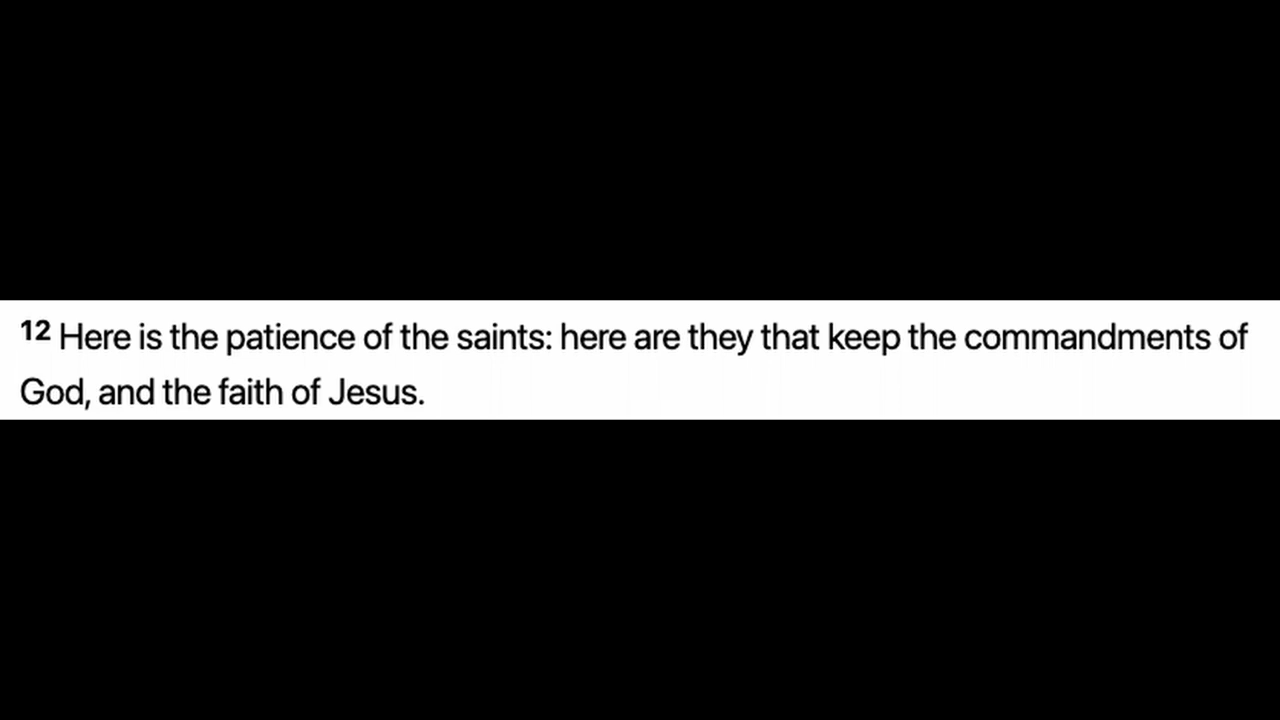 12 Here is the patience of the saints: here are they that keep the commandments of
God, and the faith of Jesus.